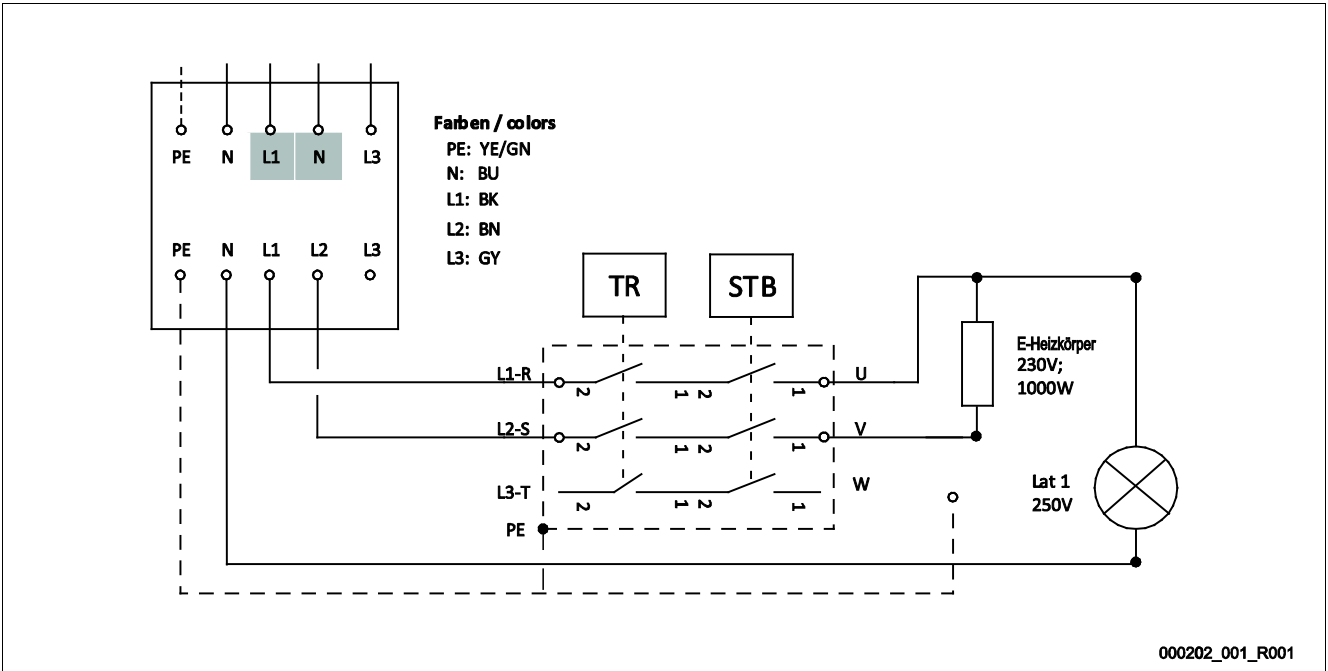 PE N L1 N L3
PE N L1 L2 L3
Farben / colors
PE: YE/GN
N: BU
L1: BK
L2: BN
L3: GY
TR STB
L1-R 2 1 2 1 U
L2-S 2 1 2 1 V
L3-T 2 1 2 1 W
PE
E-Heizkörper
230V;
1000W
Lat 1
250V
000202_001_R001